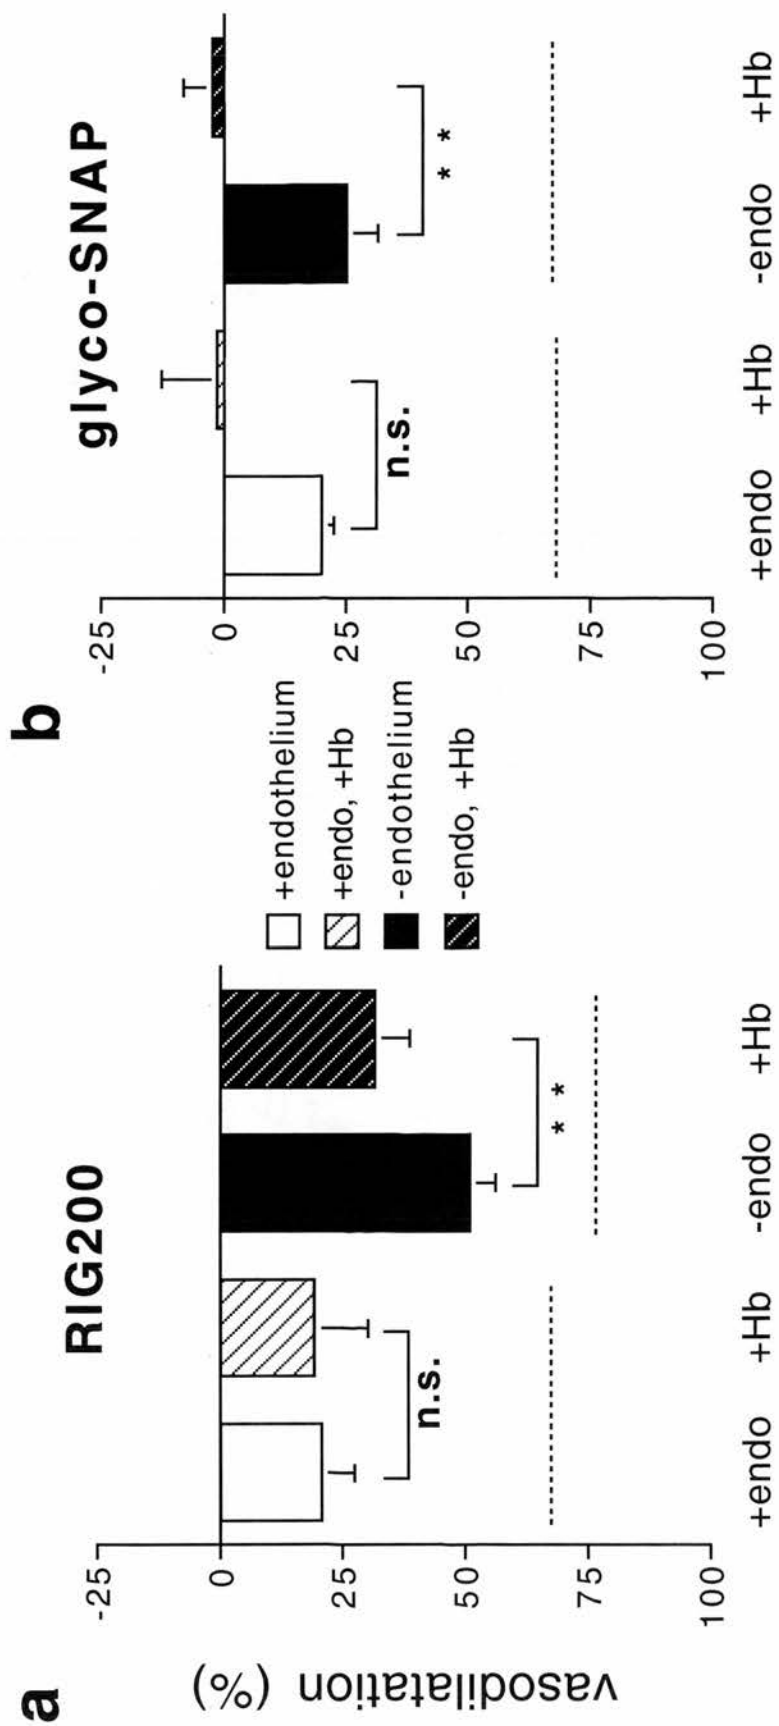 a
RIG200
vasodilatation (%)
-25
0
25
50
75
100
n.s.
* *
+endo +Hb -endo +Hb
+endothelium
+endo, +Hb
-endothelium
-endo, +Hb
b
glyco-SNAP
-25
0
25
50
75
100
n.s.
* *
+endo +Hb -endo +Hb